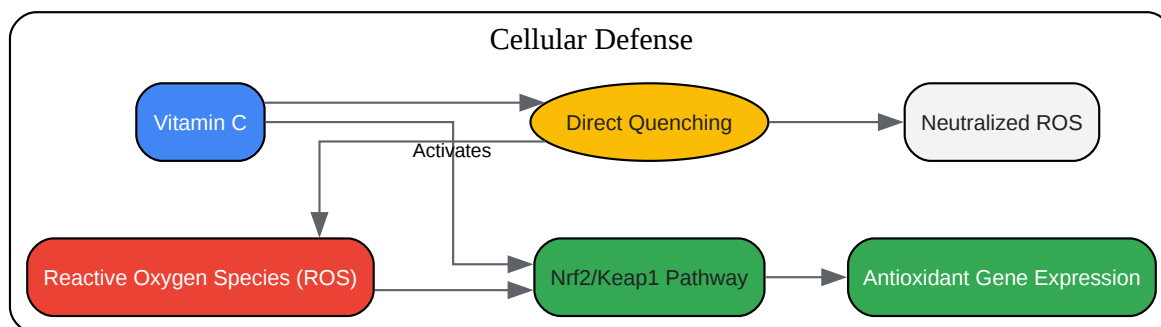 Cellular Defense
Vitamin C
Direct Quenching
Neutralized ROS
Activates
Reactive Oxygen Species (ROS)
Nrf2/Keap1 Pathway
Antioxidant Gene Expression